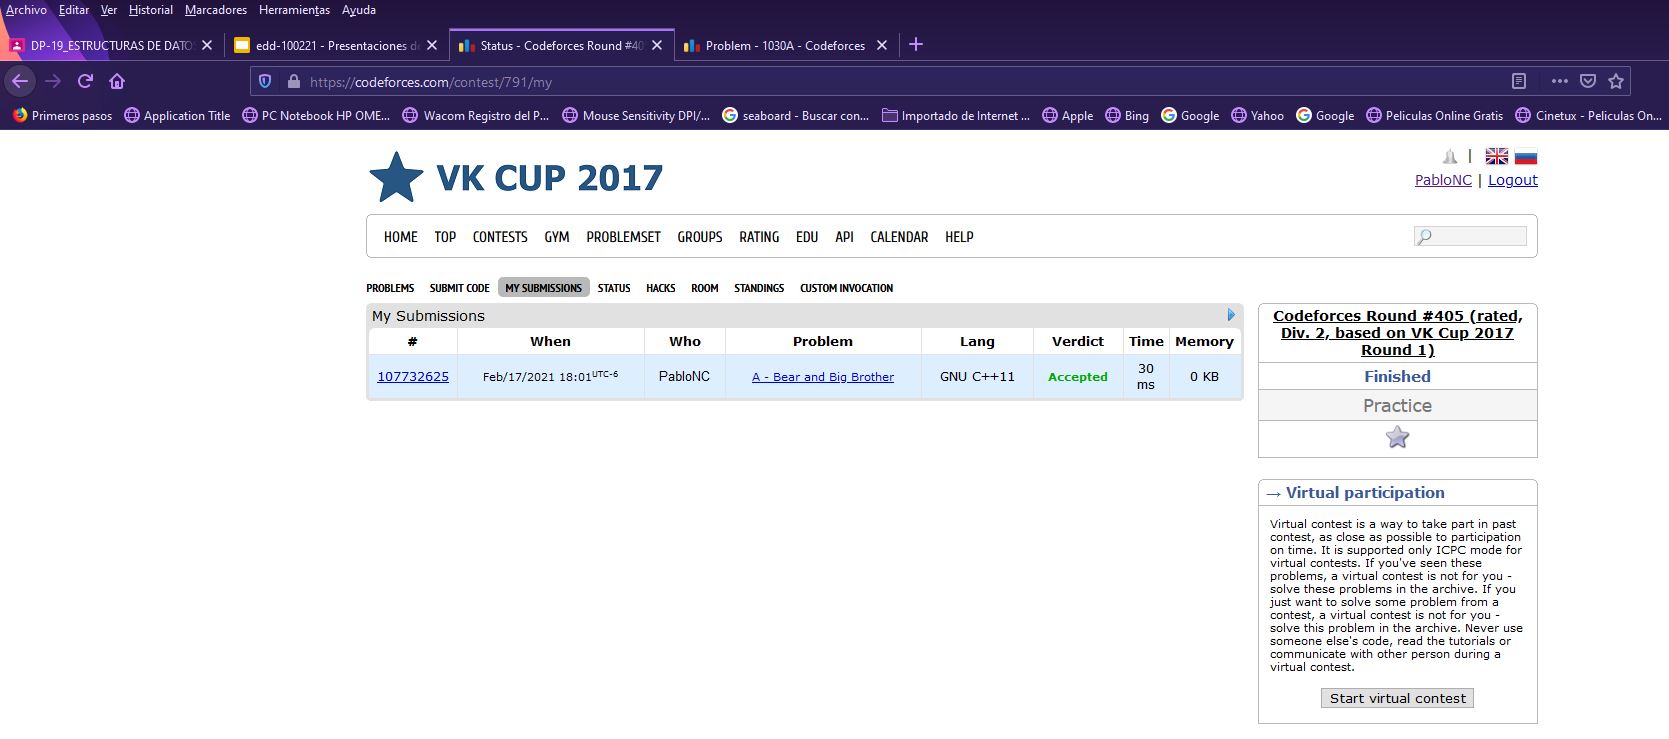 Archivo Editar Ver Historial Marcadores Herramientas Ayuda
DP-19_ESTRUCTURAS DE DATO
edd-100221 - Presentaciones d
Status - Codeforces Round #40
Problem - 1030A - Codeforces
https://codeforces.com/contest/791/my
Primeros pasos Application Title PC Notebook HP OME... Wacom Registro del P... Mouse Sensitivity DPI/... seaboard - Buscar con... Importado de Internet ... Apple Bing Google Yahoo Google Peliculas Online Gratis Cinetux - Peliculas On...
VK CUP 2017
|
PabloNC | Logout
HOME TOP CONTESTS GYM PROBLEMSET GROUPS RATING EDU API CALENDAR HELP
PROBLEMS SUBMIT CODE MY SUBMISSIONS STATUS HACKS ROOM STANDINGS CUSTOM INVOCATION
My Submissions
# When Who Problem Lang Verdict Time Memory
107732625 Feb/17/2021 18:01UTC-6 PabloNC A - Bear and Big Brother GNU C++11 Accepted 30 ms 0 KB
Codeforces Round #405 (rated,
Div. 2, based on VK Cup 2017
Round 1)
Finished
Practice
→ Virtual participation
Virtual contest is a way to take part in past
contest, as close as possible to participation
on time. It is supported only ICPC mode for
virtual contests. If you've seen these
problems, a virtual contest is not for you -
solve these problems in the archive. If you
just want to solve some problem from a
contest, a virtual contest is not for you -
solve this problem in the archive. Never use
someone else's code, read the tutorials or
communicate with other person during a
virtual contest.
Start virtual contest